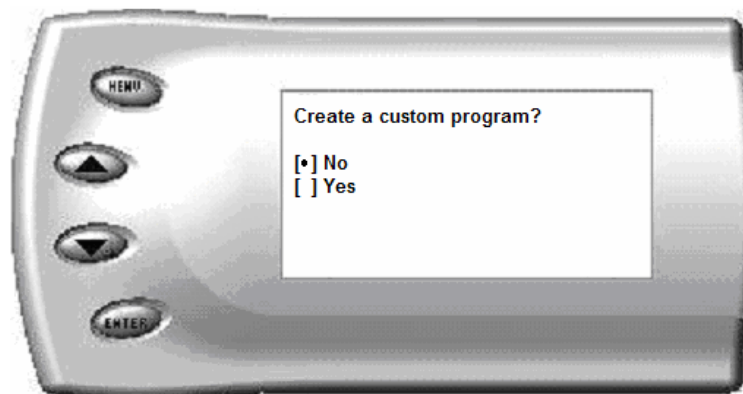 MENU
Create a custom program?
[•] No
[ ] Yes
ENTER